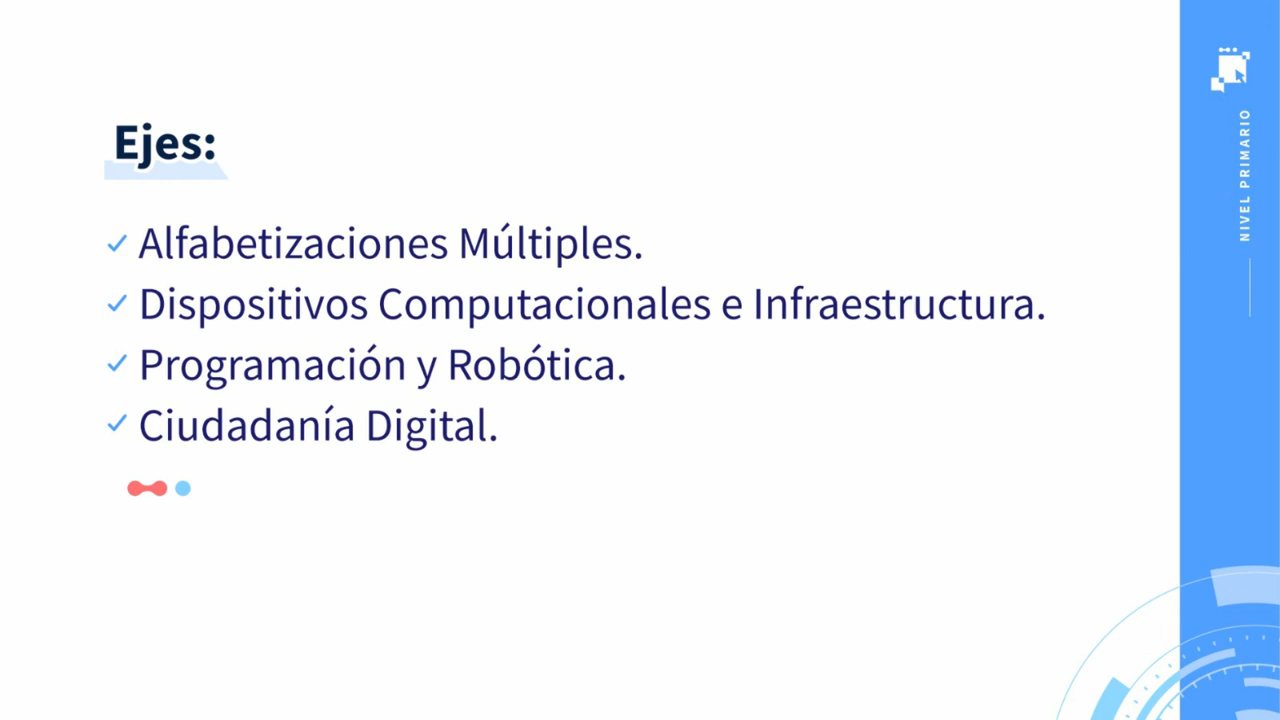 Ejes:
Alfabetizaciones Múltiples.
Dispositivos Computacionales e Infraestructura.
Programación y Robótica.
Ciudadanía Digital.
NIVEL PRIMARIO